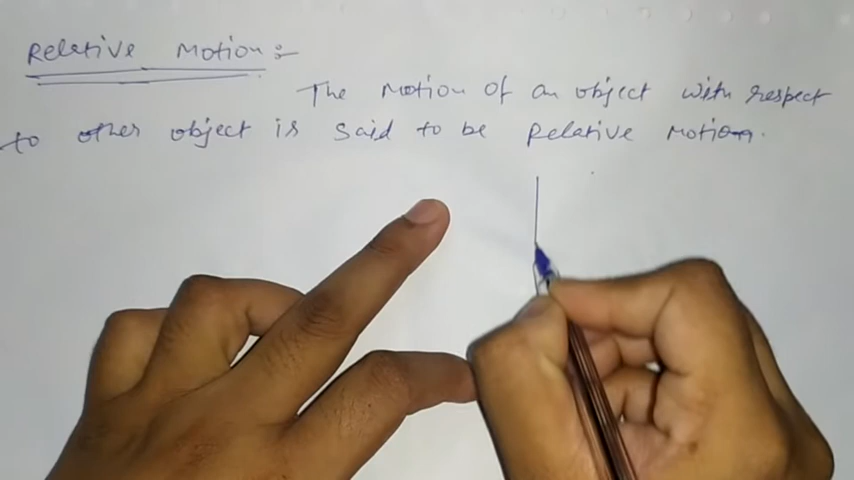 Relative Motion:-
The Motion of an object with respect
to other object is said to be Relative Motion.